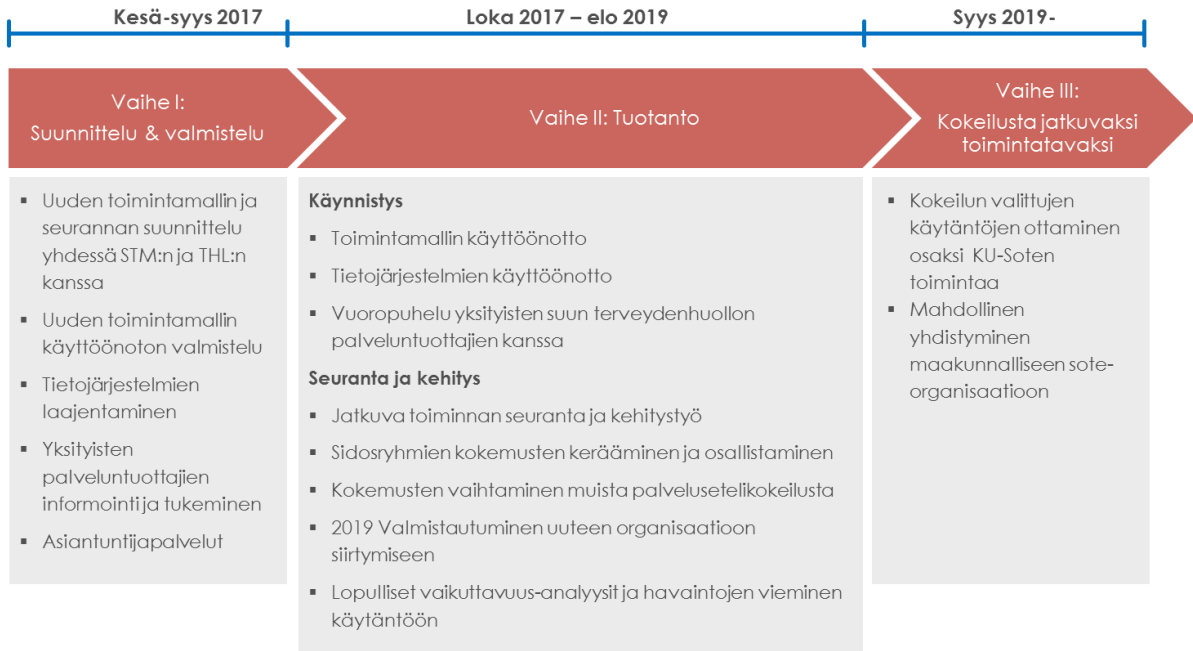 Kesä-syys 2017
Loka 2017 – elo 2019
Syys 2019-
Vaihe I:
Suunnittelu & valmistelu
Vaihe II: Tuotanto
Vaihe III:
Kokeilusta jatkuvaksi
toimintatavaksi
▪ Uuden toimintamallin ja
seurannan suunnittelu
yhdessä STM:n ja THL:n
kanssa
▪ Uuden toimintamallin
käyttöönoton valmistelu
▪ Tietojärjestelmien
laajentaminen
▪ Yksityisten
palveluntuottajien
informointi ja tukeminen
▪ Asiantuntijapalvelut
Käynnistys
▪ Toimintamallin käyttöönotto
▪ Tietojärjestelmien käyttöönotto
▪ Vuoropuhelu yksityisten suun terveydenhuollon
palveluntuottajien kanssa
Seuranta ja kehitys
▪ Jatkuva toiminnan seuranta ja kehitystyö
▪ Sidosryhmien kokemusten kerääminen ja osallistaminen
▪ Kokemusten vaihtaminen muista palvelusetelikokeilusta
▪ 2019 Valmistautuminen uuteen organisaatioon
siirtymiseen
▪ Lopulliset vaikuttavuus-analyysit ja havaintojen vieminen
käytäntöön
▪ Kokeilun valittujen
käytäntöjen ottaminen
osaksi KU-Soten
toimintaa
▪ Mahdollinen
yhdistyminen
maakunnalliseen sote-
organisaatioon